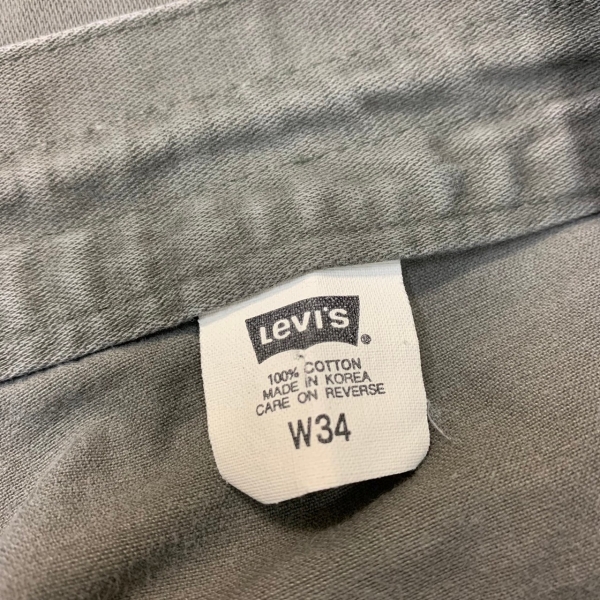 Levi's ®
100% COTTON
MADE IN KOREA
CARE ON REVERSE
W34